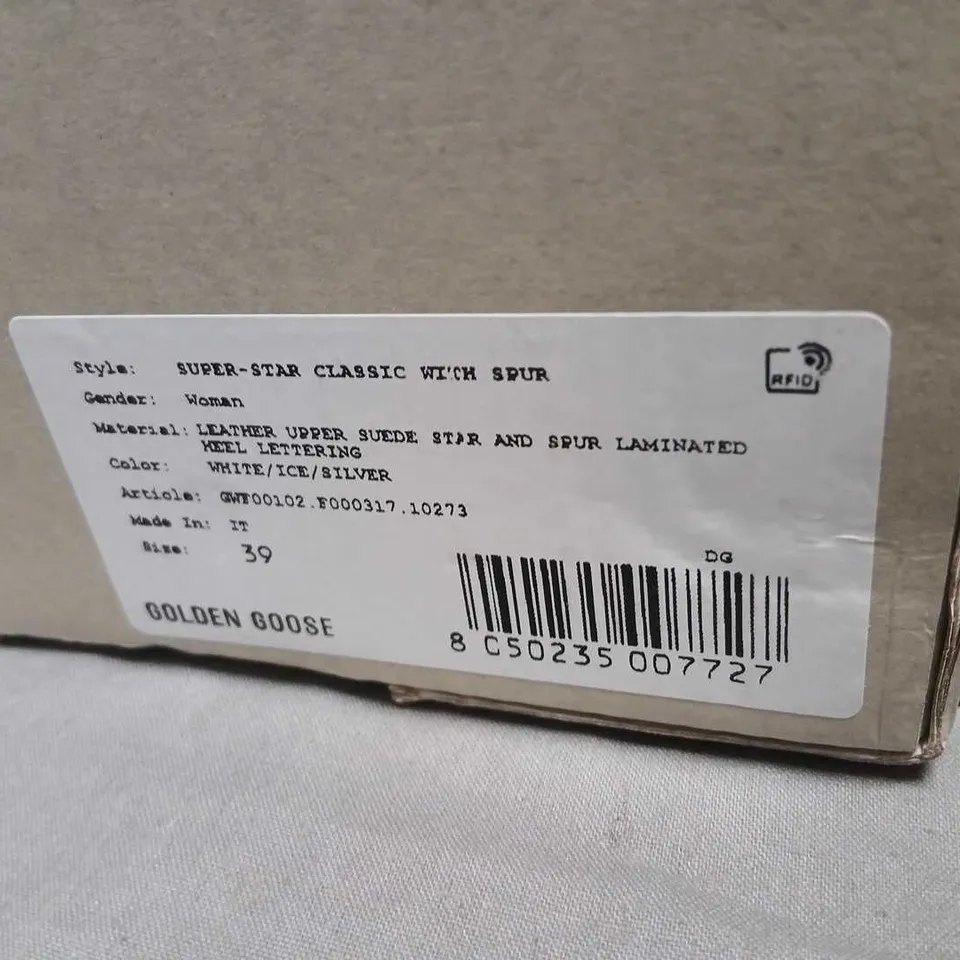 RFID
Style: SUPER-STAR CLASSIC WITH SPUR
Gender: Woman
Material: LEATHER UPPER SUEDE STAR AND SPUR LAMINATED
HEEL LETTERING
Color: WHITE/ICE/SILVER
Article: GWF00102.F000317.10273
Made In: IT
Size: 39
DG
GOLDEN GOOSE
8 050235 007727